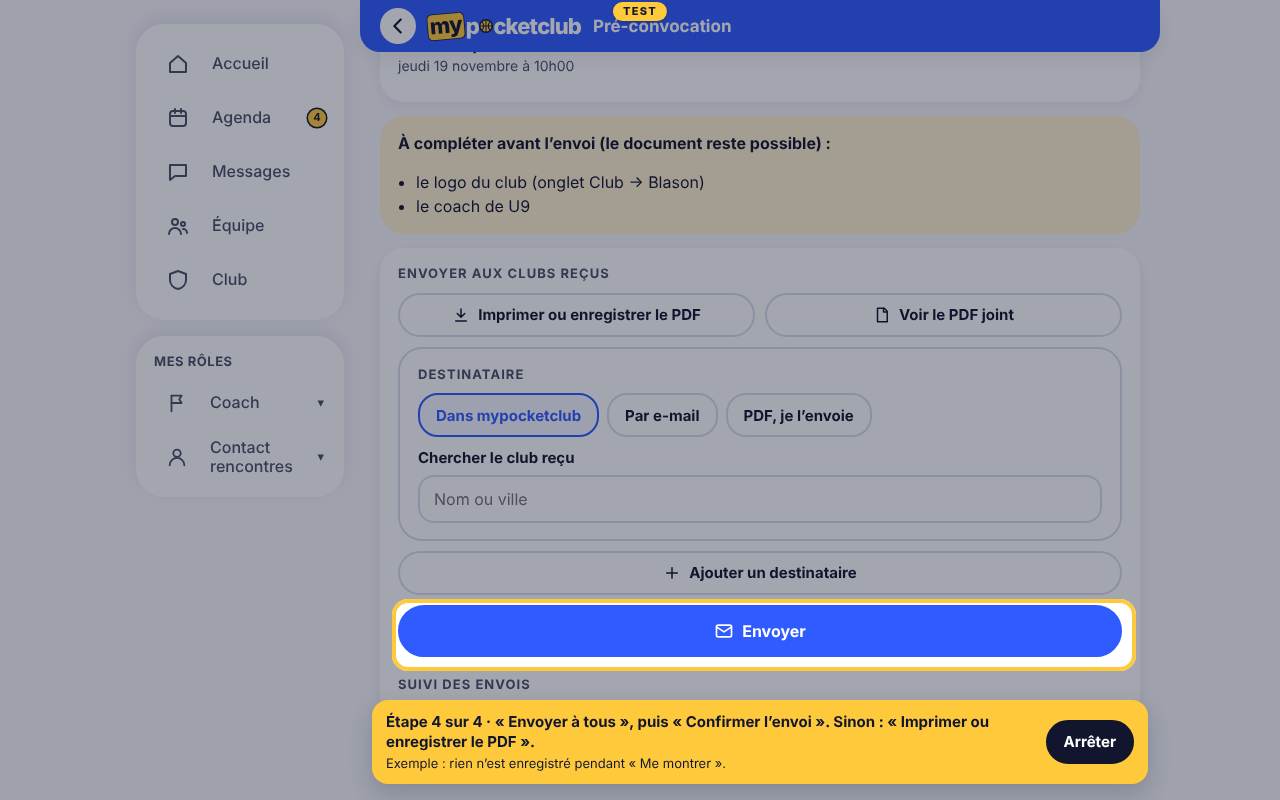 TEST
mypocketclub Pré-convocation
jeudi 19 novembre à 10h00
Accueil
Agenda 4
Messages
Équipe
Club
MES RÔLES
Coach
Contact
rencontres
À compléter avant l’envoi (le document reste possible) :
• le logo du club (onglet Club → Blason)
• le coach de U9
ENVOYER AUX CLUBS REÇUS
Imprimer ou enregistrer le PDF
Voir le PDF joint
DESTINATAIRE
Dans mypocketclub
Par e-mail
PDF, je l’envoie
Chercher le club reçu
Nom ou ville
Ajouter un destinataire
Envoyer
SUIVI DES ENVOIS
Étape 4 sur 4 · « Envoyer à tous », puis « Confirmer l’envoi ». Sinon : « Imprimer ou
enregistrer le PDF ».
Exemple : rien n’est enregistré pendant « Me montrer ».
Arrêter